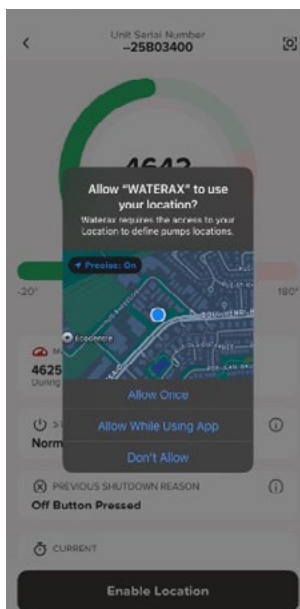 Unit Serial Number
–25B03400
4642
Allow "WATERAX" to use
your location?
Waterax requires the access to your
Location to define pumps locations.
Precise: On
Écocentre
-20°
180°
4625
During
Allow Once
Allow While Using App
Don't Allow
Norm
PREVIOUS SHUTDOWN REASON
Off Button Pressed
CURRENT
Enable Location